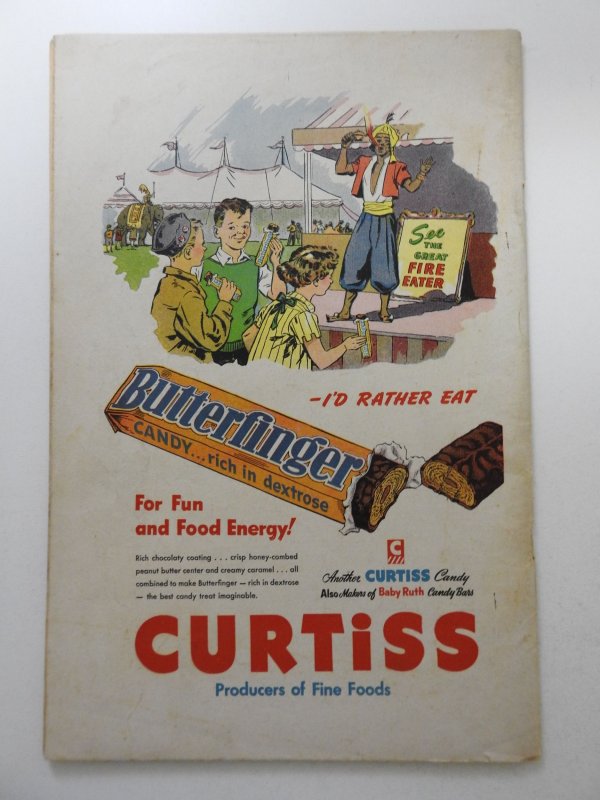 See
THE
GREAT
FIRE
EATER
-I'D RATHER EAT
Butterfinger
CANDY...rich in dextrose
For Fun
and Food Energy!
Rich chocolaty coating . . . crisp honey-combed
peanut butter center and creamy caramel . . . all
combined to make Butterfinger — rich in dextrose
— the best candy treat imaginable.
C
Another CURTISS Candy
Also Makers of Baby Ruth Candy Bars
CURTiSS
Producers of Fine Foods